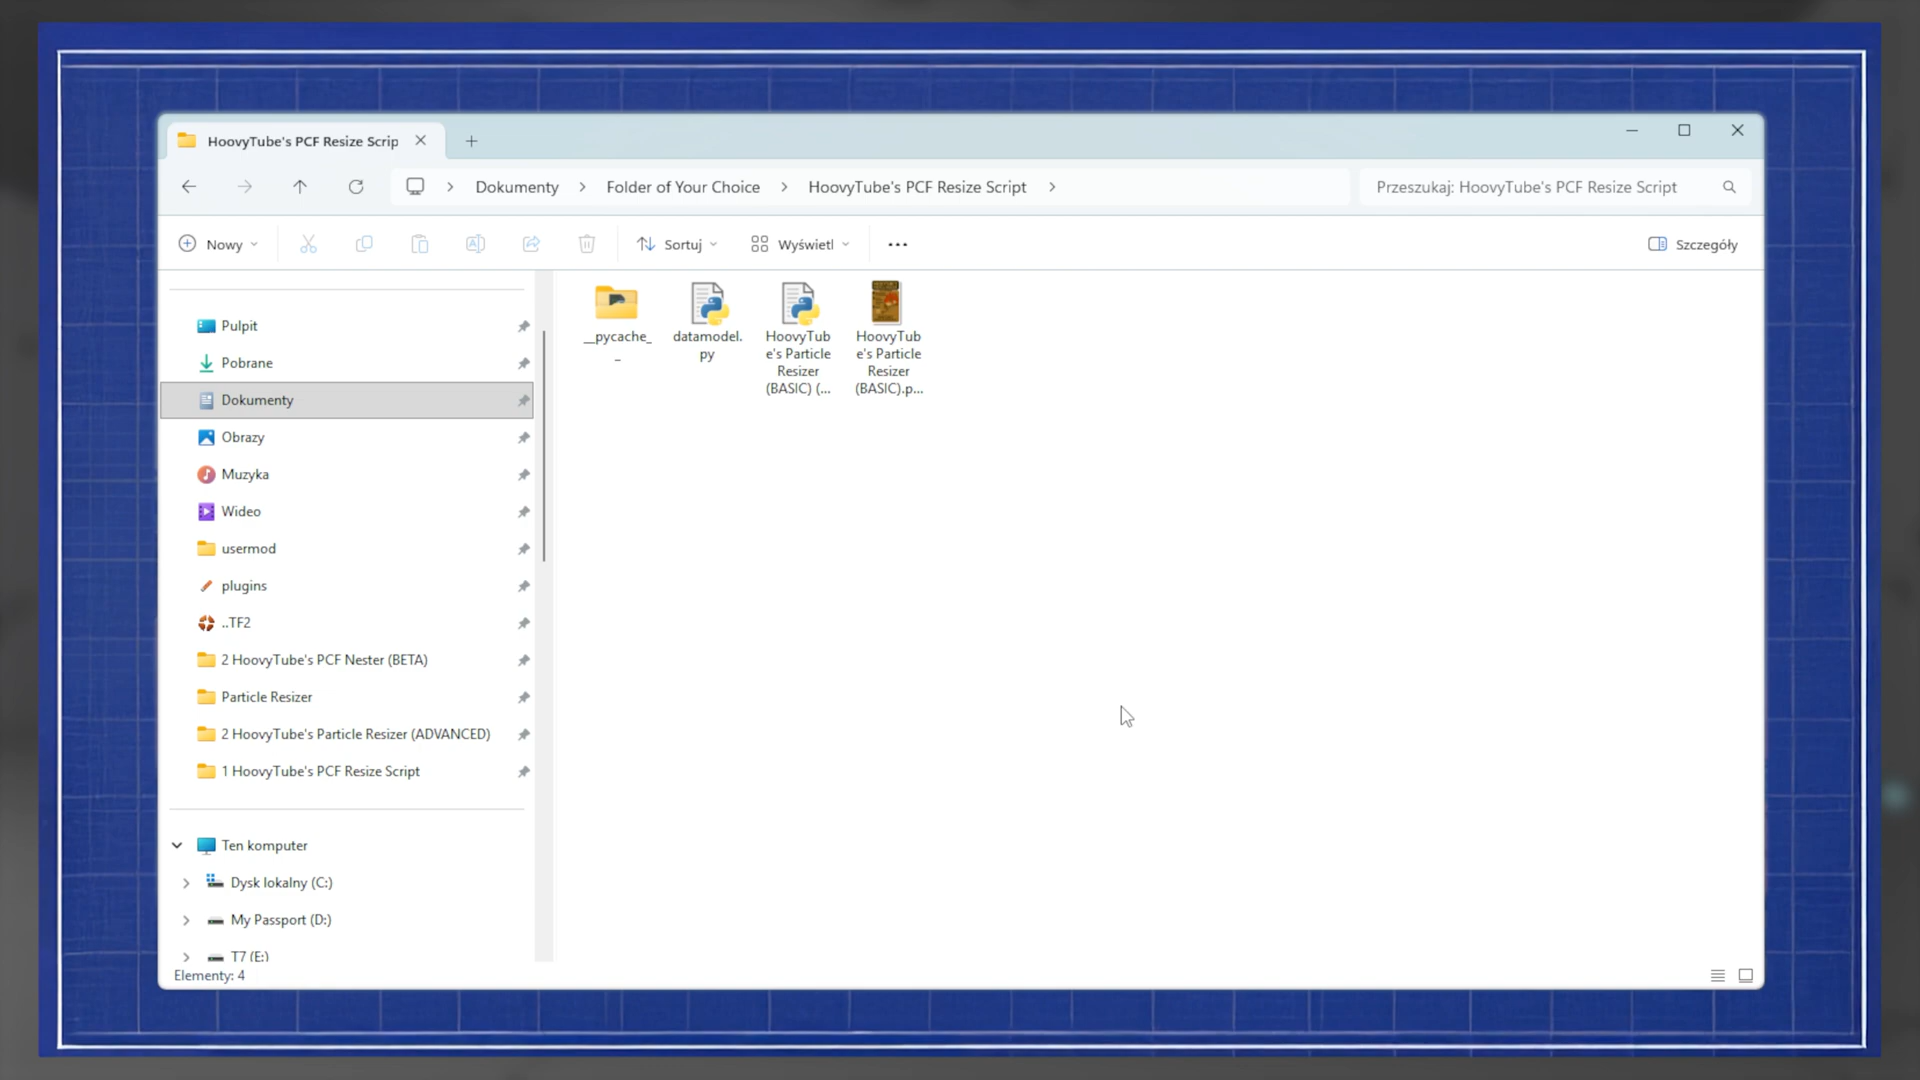 HoovyTube's PCF Resize Scrip
Dokumenty
Folder of Your Choice
HoovyTube's PCF Resize Script
Przeszukaj: HoovyTube's PCF Resize Script
Nowy
Sortuj
Wyświetl
Szczegóły
Pulpit
Pobrane
Dokumenty
Obrazy
Muzyka
Wideo
usermod
plugins
..TF2
2 HoovyTube's PCF Nester (BETA)
Particle Resizer
2 HoovyTube's Particle Resizer (ADVANCED)
1 HoovyTube's PCF Resize Script
Ten komputer
Dysk lokalny (C:)
My Passport (D:)
T7 (E:)
__pycache_
_
datamodel.
py
HoovyTub
e's Particle
Resizer
(BASIC) (...
HoovyTub
e's Particle
Resizer
(BASIC).p...
Elementy: 4